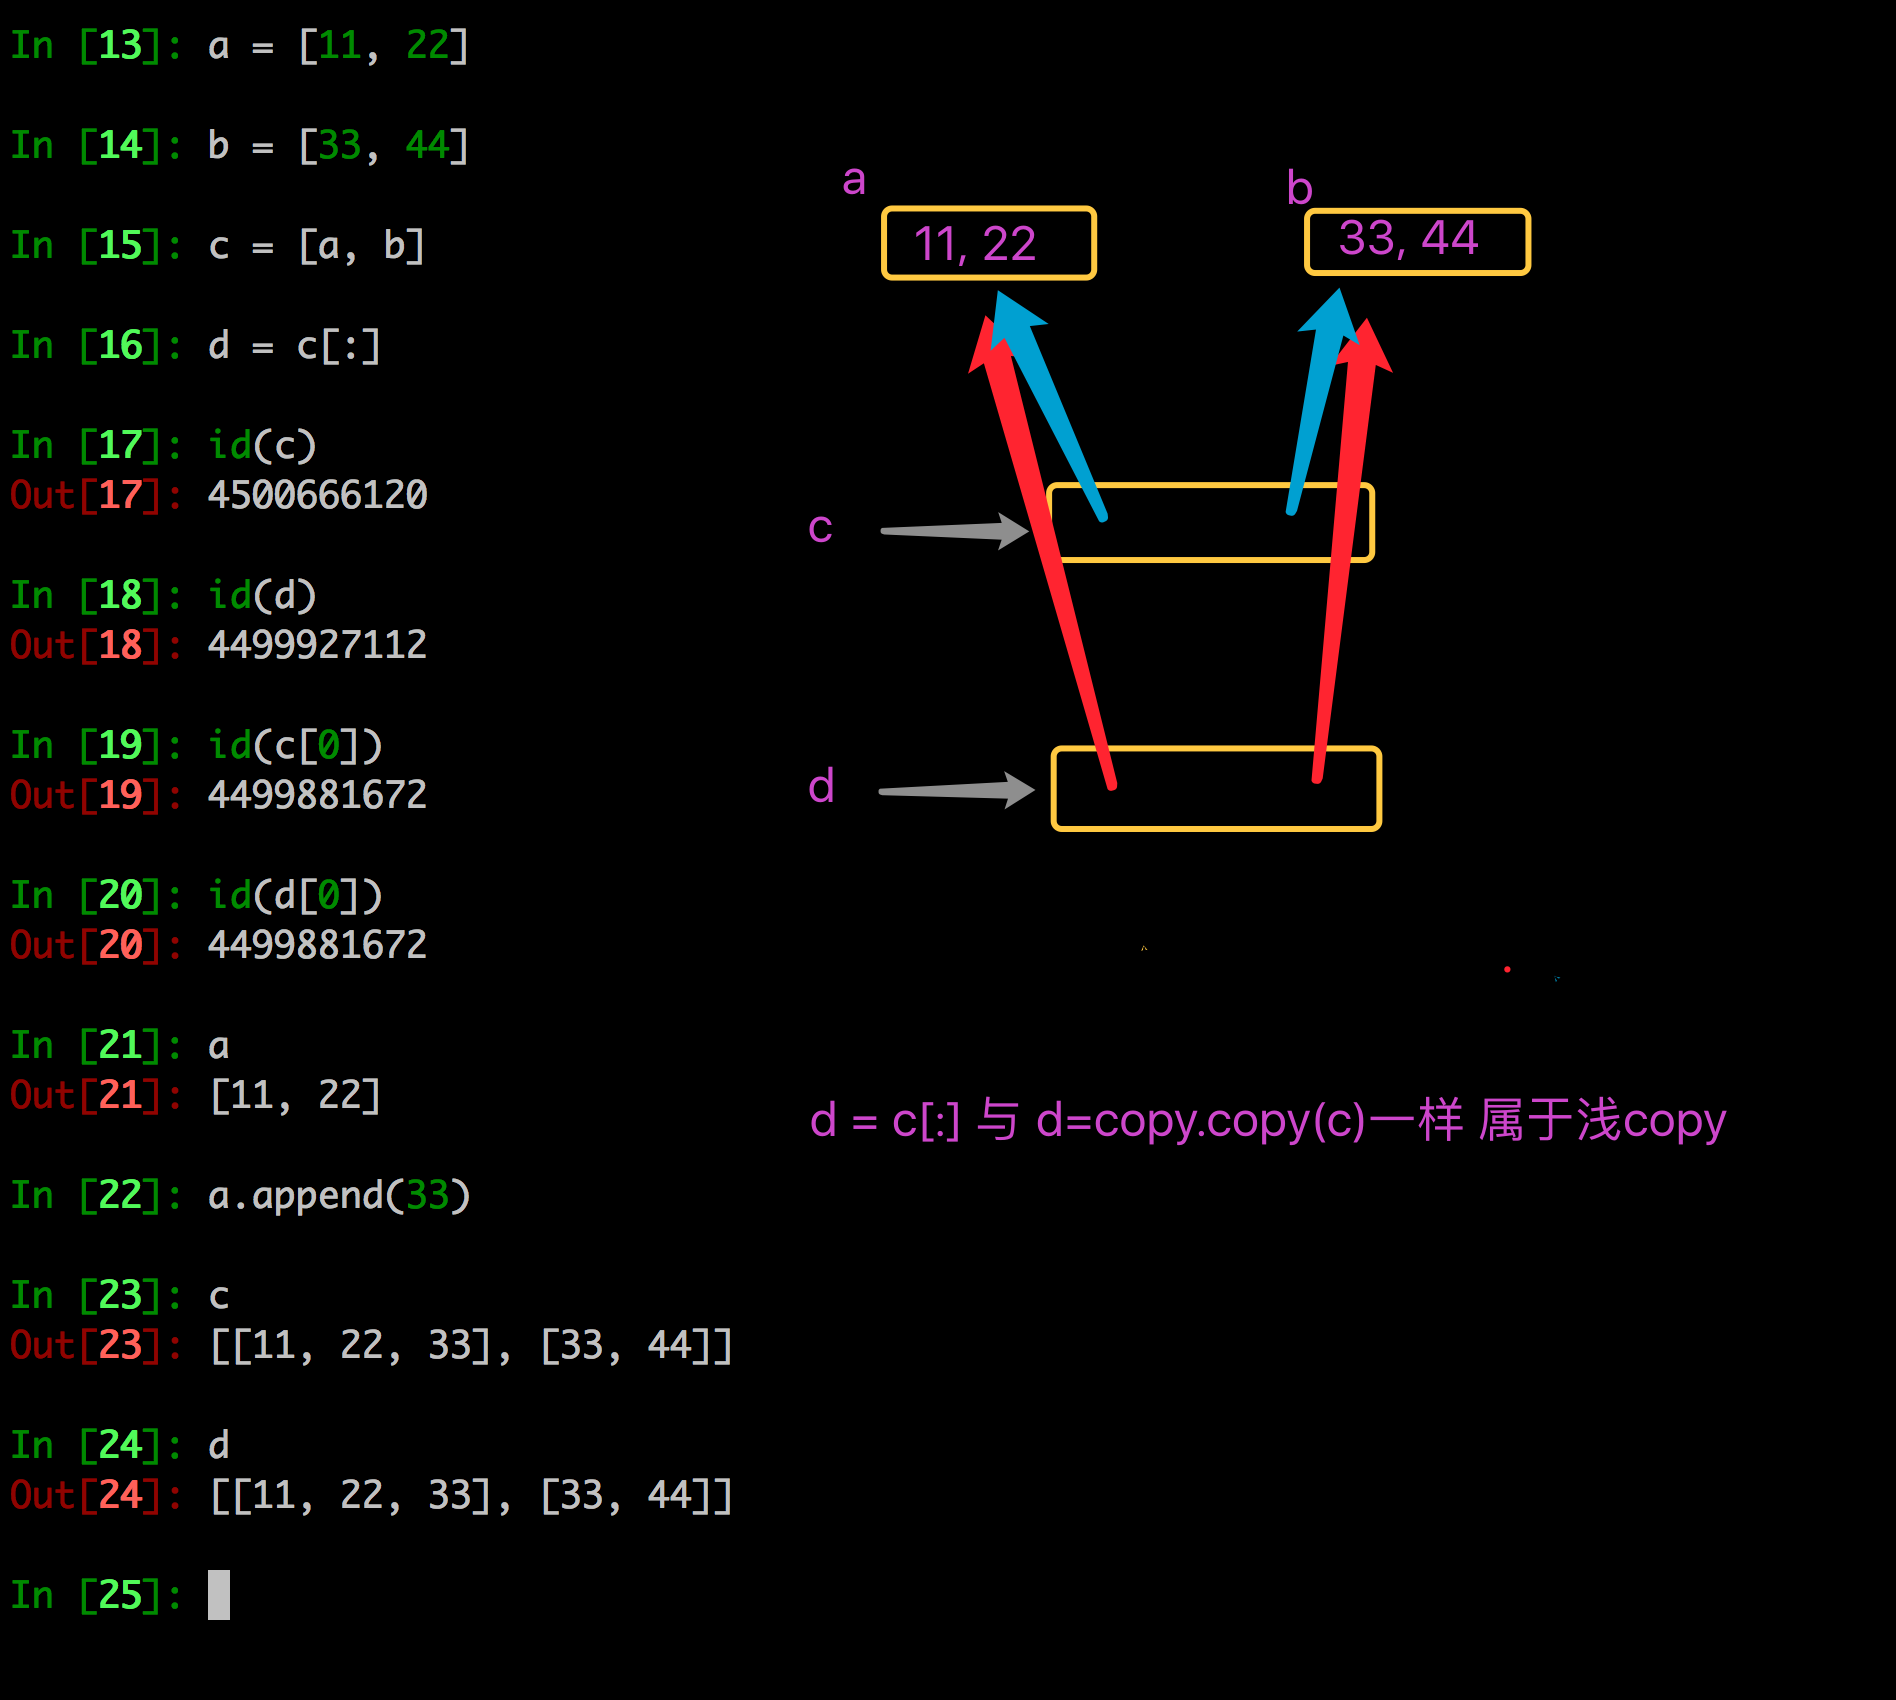 In [13]: a = [11, 22]
In [14]: b = [33, 44]
In [15]: c = [a, b]
In [16]: d = c[:]
In [17]: id(c)
Out[17]: 4500666120
In [18]: id(d)
Out[18]: 4499927112
In [19]: id(c[0])
Out[19]: 4499881672
In [20]: id(d[0])
Out[20]: 4499881672
In [21]: a
Out[21]: [11, 22]
In [22]: a.append(33)
In [23]: c
Out[23]: [[11, 22, 33], [33, 44]]
In [24]: d
Out[24]: [[11, 22, 33], [33, 44]]
In [25]:
a
b
11, 22
33, 44
c
d
d = c[:] 与 d=copy.copy(c)一样 属于浅copy